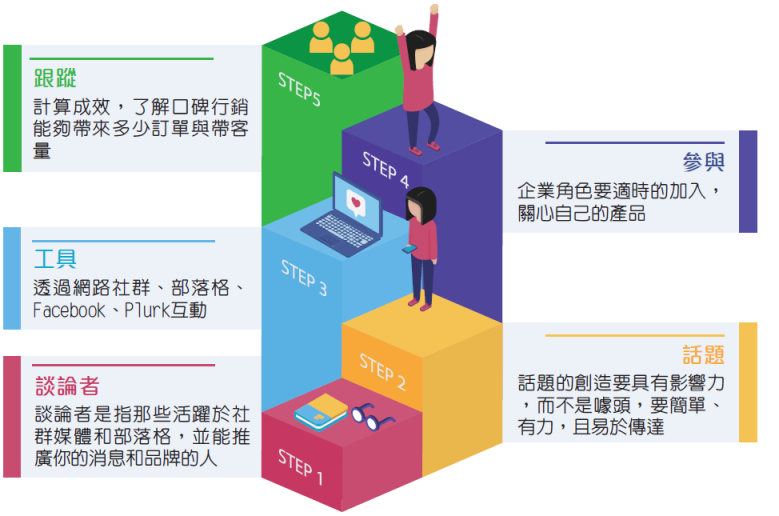 跟蹤
計算成效，了解口碑行銷
能夠帶來多少訂單與帶客
量
STEP5
STEP 4
參與
企業角色要適時的加入，
關心自己的產品
工具
透過網路社群、部落格、
Facebook、Plurk互動
STEP 3
STEP 2
話題
話題的創造要具有影響力
，而不是噱頭，要簡單、
有力，且易於傳達
談論者
談論者是指那些活躍於社
群媒體和部落格，並能推
廣你的消息和品牌的人
STEP 1